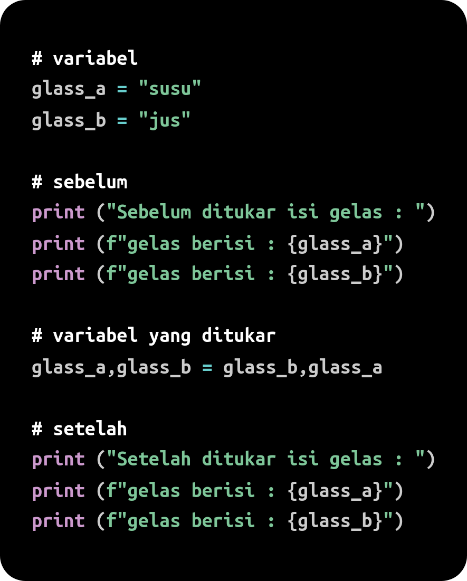 # variabel
glass_a = "susu"
glass_b = "jus"
# sebelum
print ("Sebelum ditukar isi gelas : ")
print (f"gelas berisi : {glass_a}")
print (f"gelas berisi : {glass_b}")
# variabel yang ditukar
glass_a,glass_b = glass_b,glass_a
# setelah
print ("Setelah ditukar isi gelas : ")
print (f"gelas berisi : {glass_a}")
print (f"gelas berisi : {glass_b}")